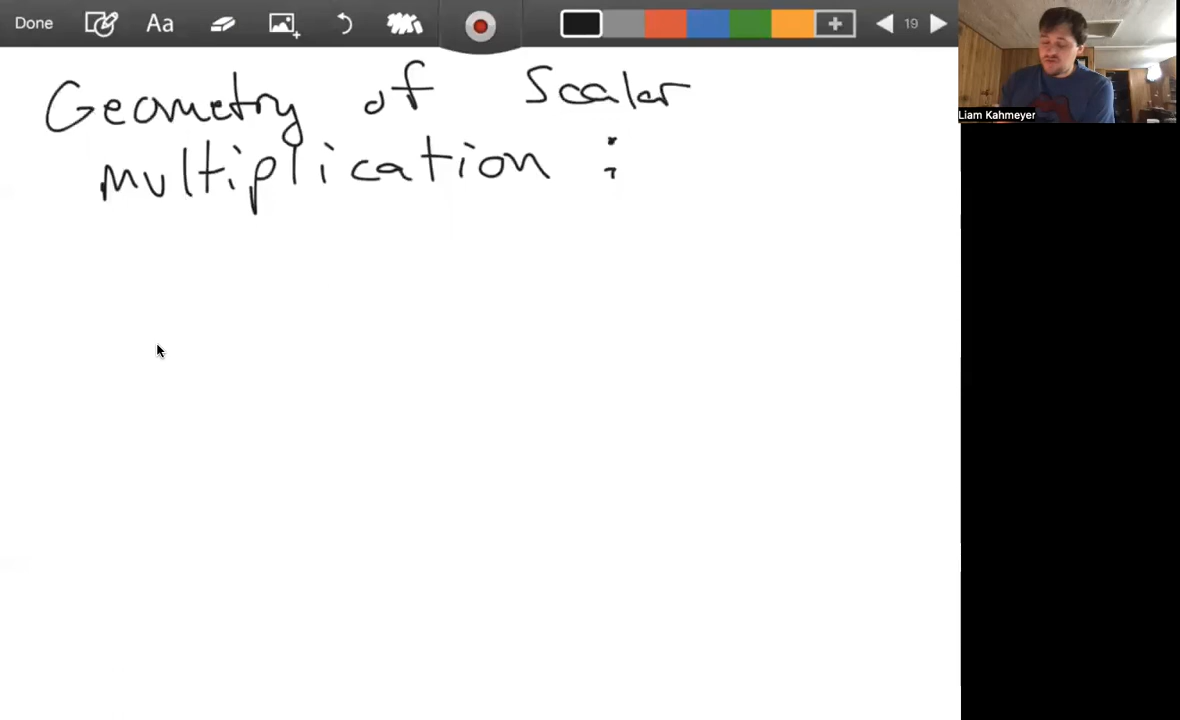 Done
Aa
19
Geometry of Scalar
multiplication :
Liam Kahmeyer